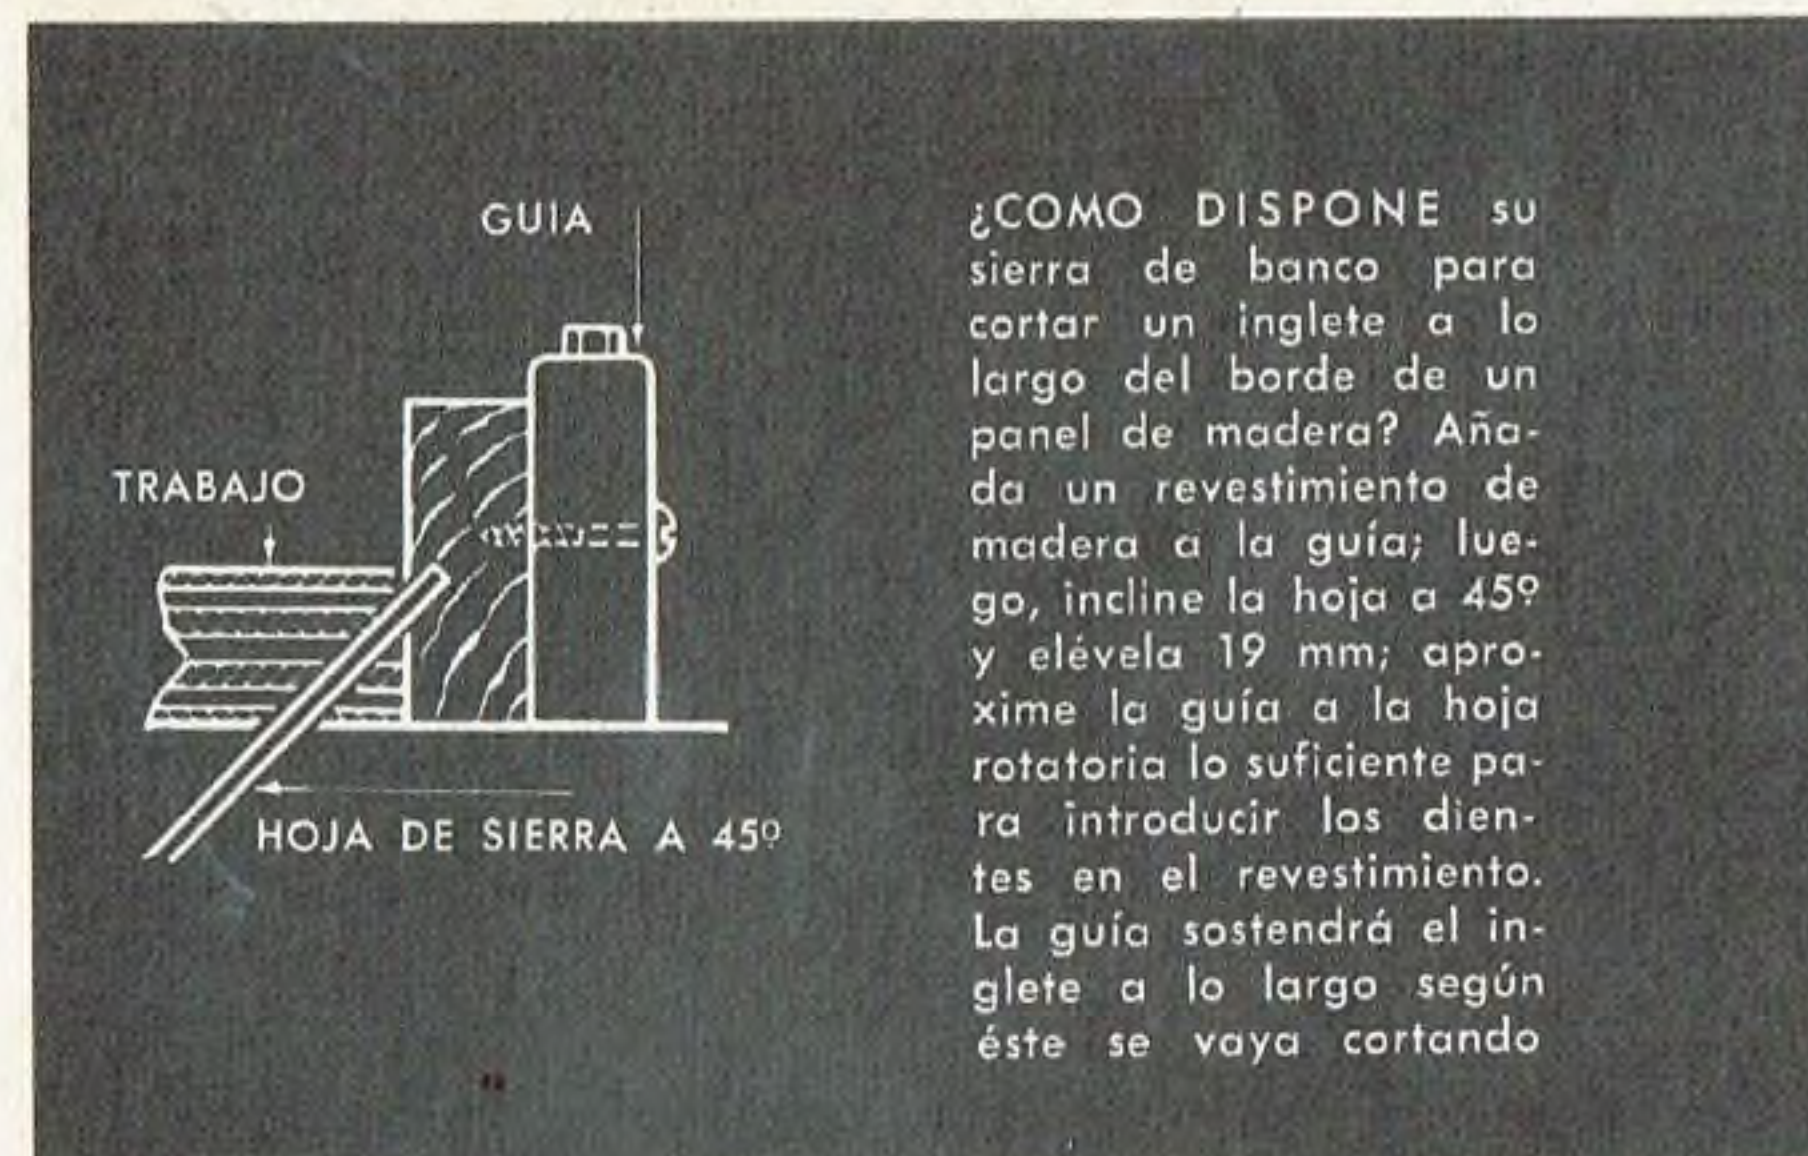 GUIA
TRABAJO
HOJA DE SIERRA A 45º
¿COMO DISPONE su
sierra de banco para
cortar un inglete a lo
largo del borde de un
panel de madera? Aña-
da un revestimiento de
madera a la guía; lue-
go, incline la hoja a 45º
y elévela 19 mm; apro-
xime la guía a la hoja
rotatoria lo suficiente pa-
ra introducir los dien-
tes en el revestimiento.
La guía sostendrá el in-
glete a lo largo según
éste se vaya cortando